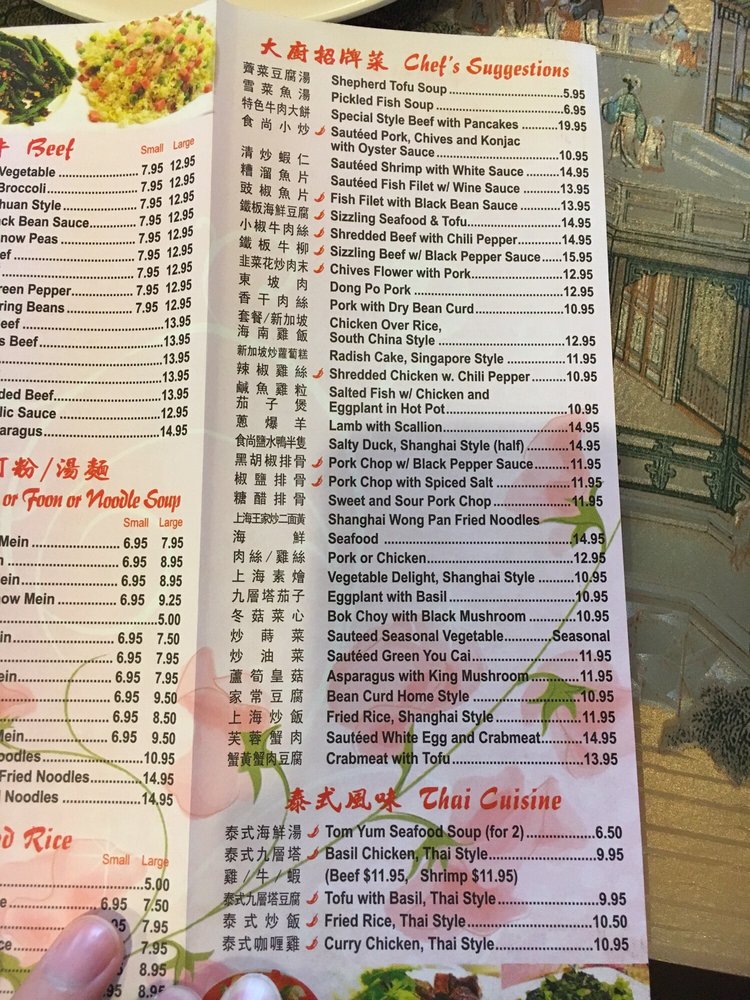 Beef
Small Large
Vegetable 7.95 12.95
Broccoli 7.95 12.95
huan Style 7.95 12.95
ck Bean Sauce 7.95 12.95
now Peas 7.95 12.95
ef 7.95 12.95
7.95 12.95
reen Pepper 7.95 12.95
ring Beans 7.95 12.95
eef 13.95
s Beef 13.95
13.95
13.95
ded Beef 13.95
lic Sauce 12.95
aragus 14.95
粉/湯麵
or Foon or Noodle Soup
Small Large
Mein 6.95 7.95
n 6.95 8.95
ein 6.95 8.95
ow Mein 6.95 9.25
5.00
in 6.95 7.50
6.95 7.95
ein 6.95 7.95
6.95 9.50
6.95 8.50
Mein 6.95 9.50
oodles 10.95
Fried Noodles 14.95
l Noodles 14.95
d Rice
Small Large
5.00
e 6.95 7.50
7.95
ce 7.95
8.95
8.95
大廚招牌菜 Chef's Suggestions
薺菜豆腐湯 Shepherd Tofu Soup 5.95
雪菜魚湯 Pickled Fish Soup 6.95
特色牛肉大餅 Special Style Beef with Pancakes 19.95
食尚小炒 Sautéed Pork, Chives and Konjac
with Oyster Sauce 10.95
清炒蝦仁 Sautéed Shrimp with White Sauce 14.95
糟溜魚片 Sautéed Fish Filet w/ Wine Sauce 13.95
豉椒魚片 Fish Filet with Black Bean Sauce 13.95
鐵板海鮮豆腐 Sizzling Seafood & Tofu 14.95
小椒牛肉絲 Shredded Beef with Chili Pepper 14.95
鐵板牛柳 Sizzling Beef w/ Black Pepper Sauce 15.95
韭菜花炒肉末 Chives Flower with Pork 12.95
東坡肉 Dong Po Pork 12.95
香干肉絲 Pork with Dry Bean Curd 10.95
套餐/新加坡 Chicken Over Rice,
海南雞飯 South China Style 12.95
新加坡炒蘿蔔糕 Radish Cake, Singapore Style 11.95
辣椒雞絲 Shredded Chicken w. Chili Pepper 10.95
鹹魚雞粒 Salted Fish w/ Chicken and
茄子煲 Eggplant in Hot Pot 10.95
蔥爆羊 Lamb with Scallion 14.95
食尚鹽水鴨半隻 Salty Duck, Shanghai Style (half) 14.95
黑胡椒排骨 Pork Chop w/ Black Pepper Sauce 11.95
椒鹽排骨 Pork Chop with Spiced Salt 11.95
糖醋排骨 Sweet and Sour Pork Chop 11.95
上海王家炒二面黃 Shanghai Wong Pan Fried Noodles
海鮮 Seafood 14.95
肉絲/雞絲 Pork or Chicken 12.95
上海素燴 Vegetable Delight, Shanghai Style 10.95
九層塔茄子 Eggplant with Basil 10.95
冬菇菜心 Bok Choy with Black Mushroom 10.95
炒蒔菜 Sauteed Seasonal Vegetable Seasonal
炒油菜 Sautéed Green You Cai 11.95
蘆筍皇菇 Asparagus with King Mushroom 11.95
家常豆腐 Bean Curd Home Style 10.95
上海炒飯 Fried Rice, Shanghai Style 11.95
芙蓉蟹肉 Sautéed White Egg and Crabmeat 14.95
蟹黃蟹肉豆腐 Crabmeat with Tofu 13.95
泰式風味 Thai Cuisine
泰式海鮮湯 Tom Yum Seafood Soup (for 2) 6.50
泰式九層塔 Basil Chicken, Thai Style 9.95
雞/牛/蝦 (Beef $11.95, Shrimp $11.95)
泰式九層塔豆腐 Tofu with Basil, Thai Style 9.95
泰式炒飯 Fried Rice, Thai Style 10.50
泰式咖喱雞 Curry Chicken, Thai Style 10.95